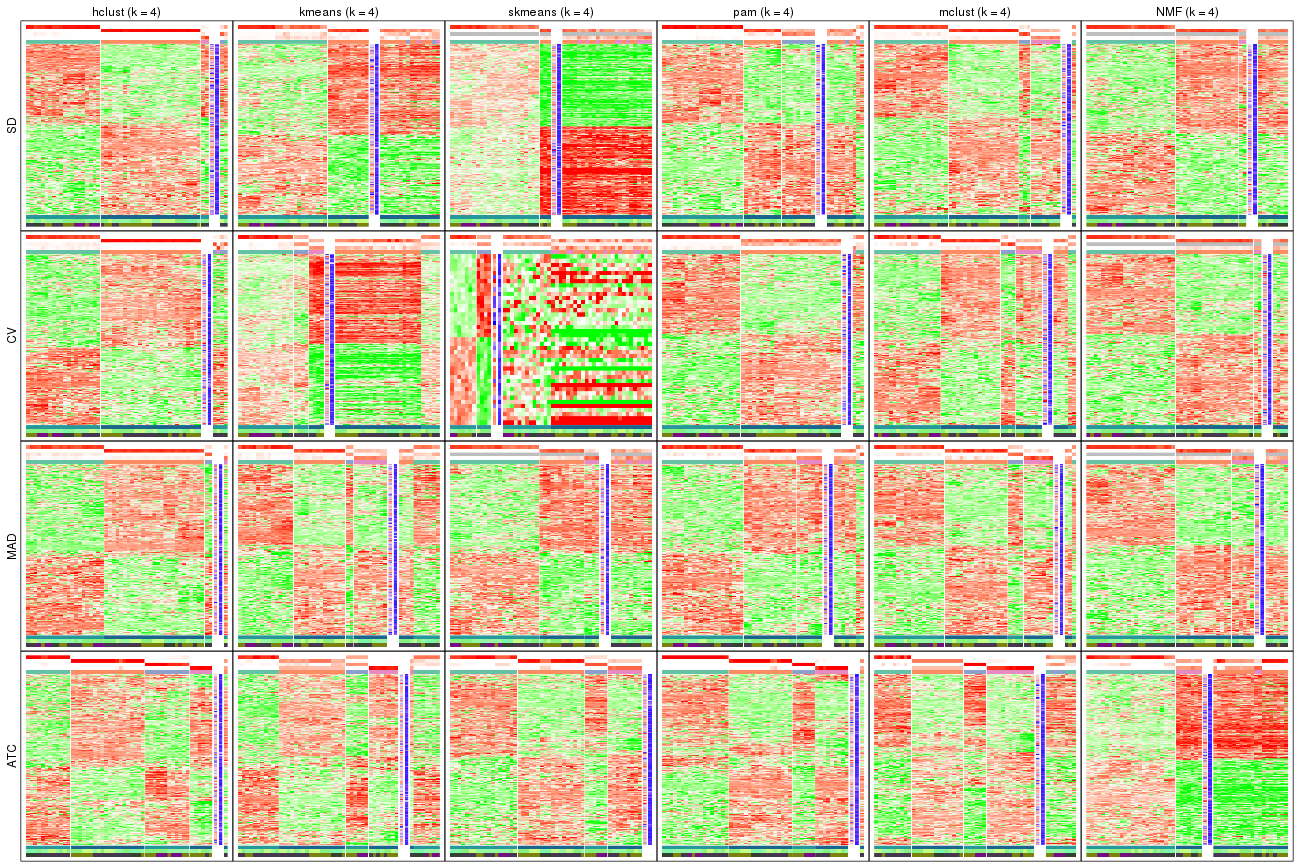 hclust (k = 4)
kmeans (k = 4)
skmeans (k = 4)
pam (k = 4)
mclust (k = 4)
NMF (k = 4)
SD
CV
MAD
ATC